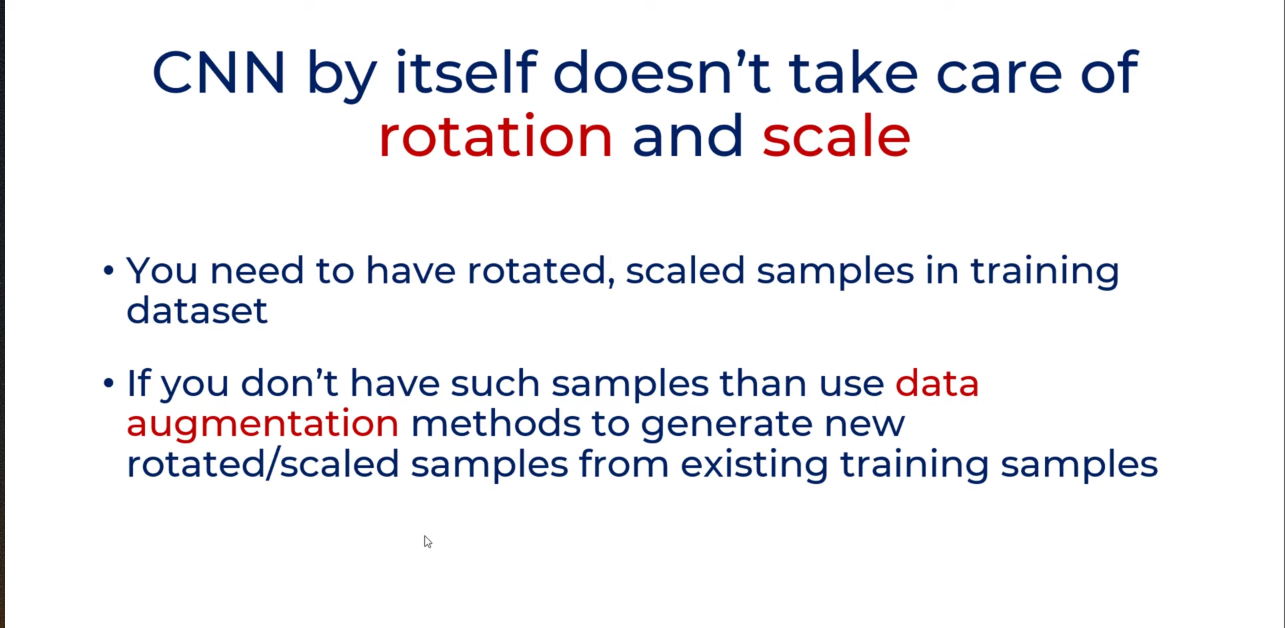 CNN by itself doesn’t take care of
rotation and scale
• You need to have rotated, scaled samples in training
dataset
• If you don’t have such samples than use data
augmentation methods to generate new
rotated/scaled samples from existing training samples